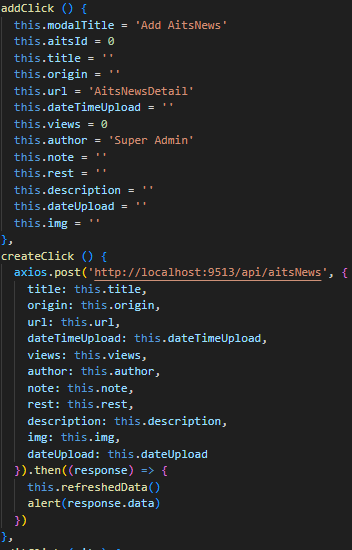 addClick () {
this.modalTitle = 'Add AitsNews'
this.aitsId = 0
this.title = ''
this.origin = ''
this.url = 'AitsNewsDetail'
this.dateTimeUpload = ''
this.views = 0
this.author = 'Super Admin'
this.note = ''
this.rest = ''
this.description = ''
this.dateUpload = ''
this.img = ''
},
createClick () {
axios.post('http://localhost:9513/api/aitsNews', {
title: this.title,
origin: this.origin,
url: this.url,
dateTimeUpload: this.dateTimeUpload,
views: this.views,
author: this.author,
note: this.note,
rest: this.rest,
description: this.description,
img: this.img,
dateUpload: this.dateUpload
}).then((response) => {
this.refreshedData()
alert(response.data)
})
},